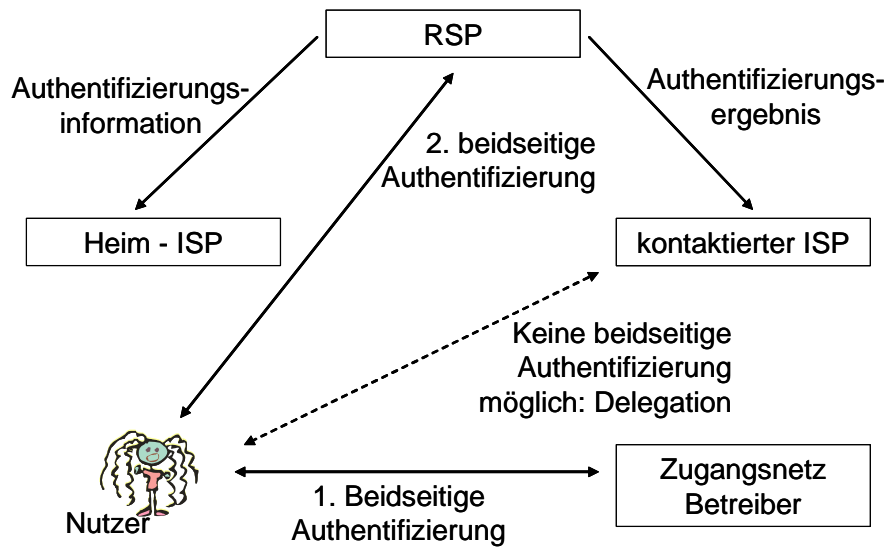 RSP
Authentifizierungs-
information
Authentifizierungs-
ergebnis
2. beidseitige
Authentifizierung
Heim - ISP
kontaktierter ISP
Keine beidseitige
Authentifizierung
möglich: Delegation
Nutzer
1. Beidseitige
Authentifizierung
Zugangsnetz
Betreiber